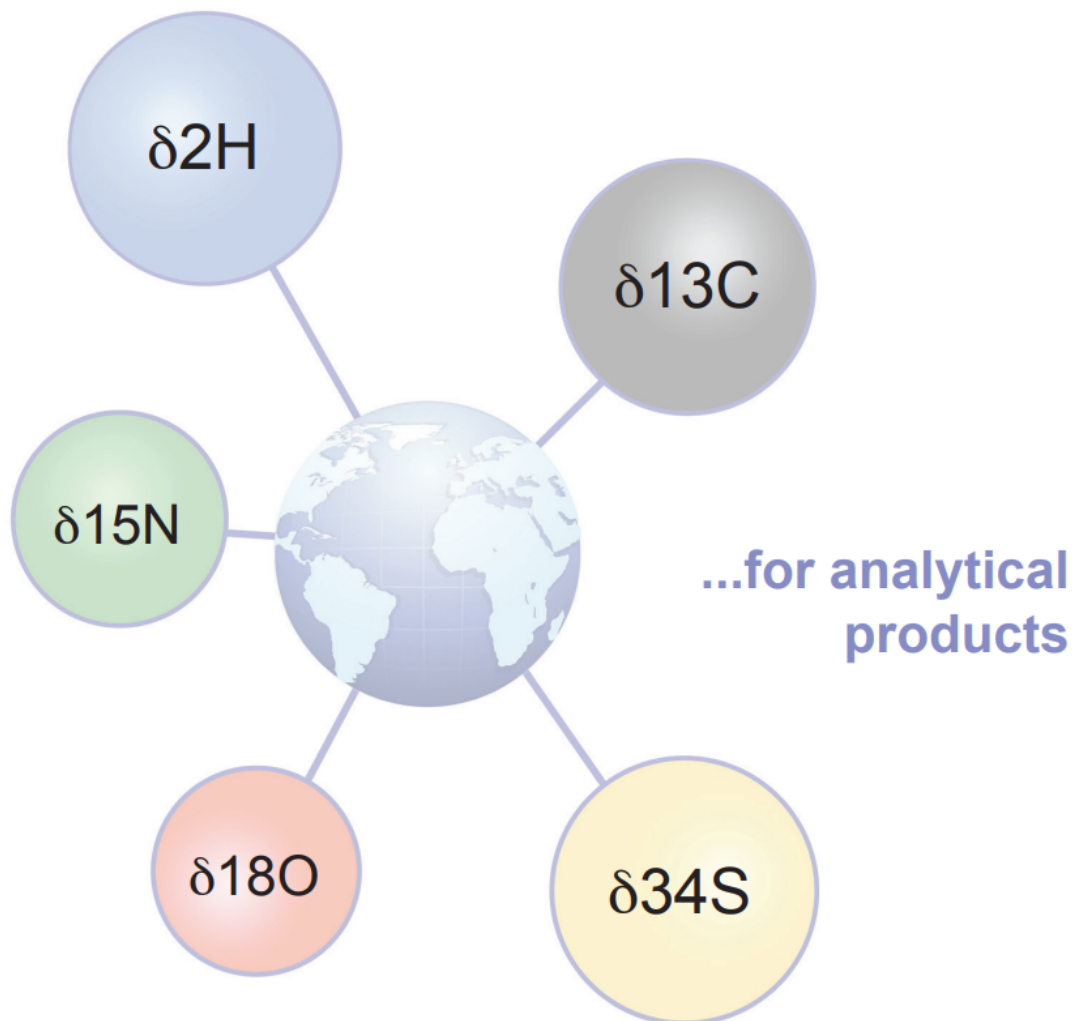 δ2H
δ13C
δ15N
...for analytical
products
δ18O
δ34S